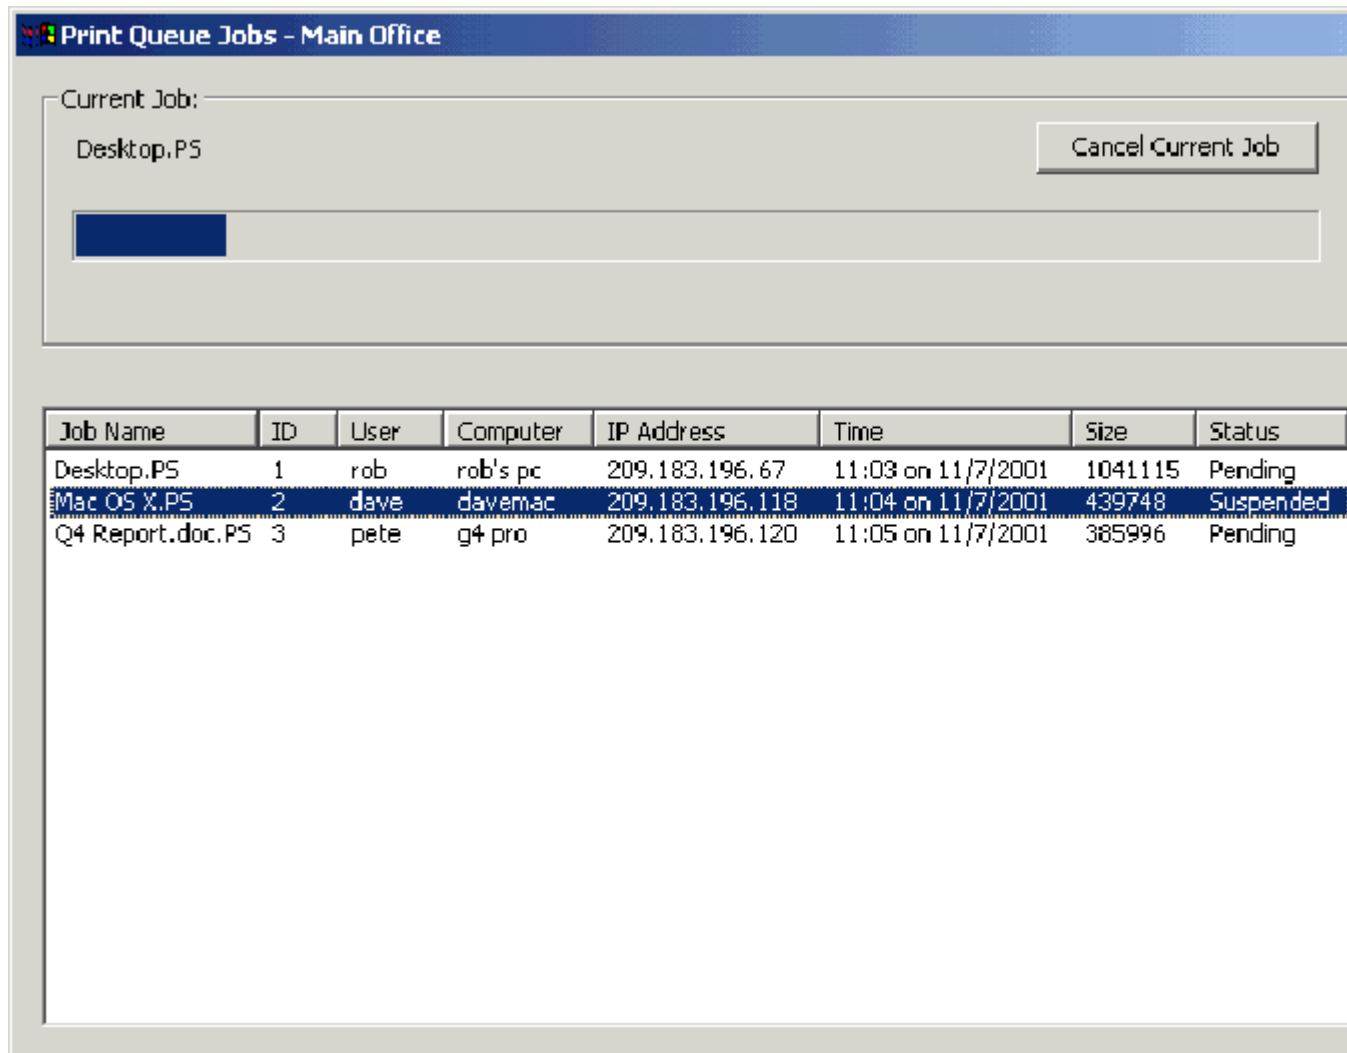 Print Queue Jobs - Main Office
Current Job:
Desktop.PS
Cancel Current Job
Job Name ID User Computer IP Address Time Size Status
Desktop.PS 1 rob rob's pc 209.183.196.67 11:03 on 11/7/2001 1041115 Pending
Mac OS X.PS 2 dave davemac 209.183.196.118 11:04 on 11/7/2001 439748 Suspended
Q4 Report.doc.PS 3 pete g4 pro 209.183.196.120 11:05 on 11/7/2001 385996 Pending